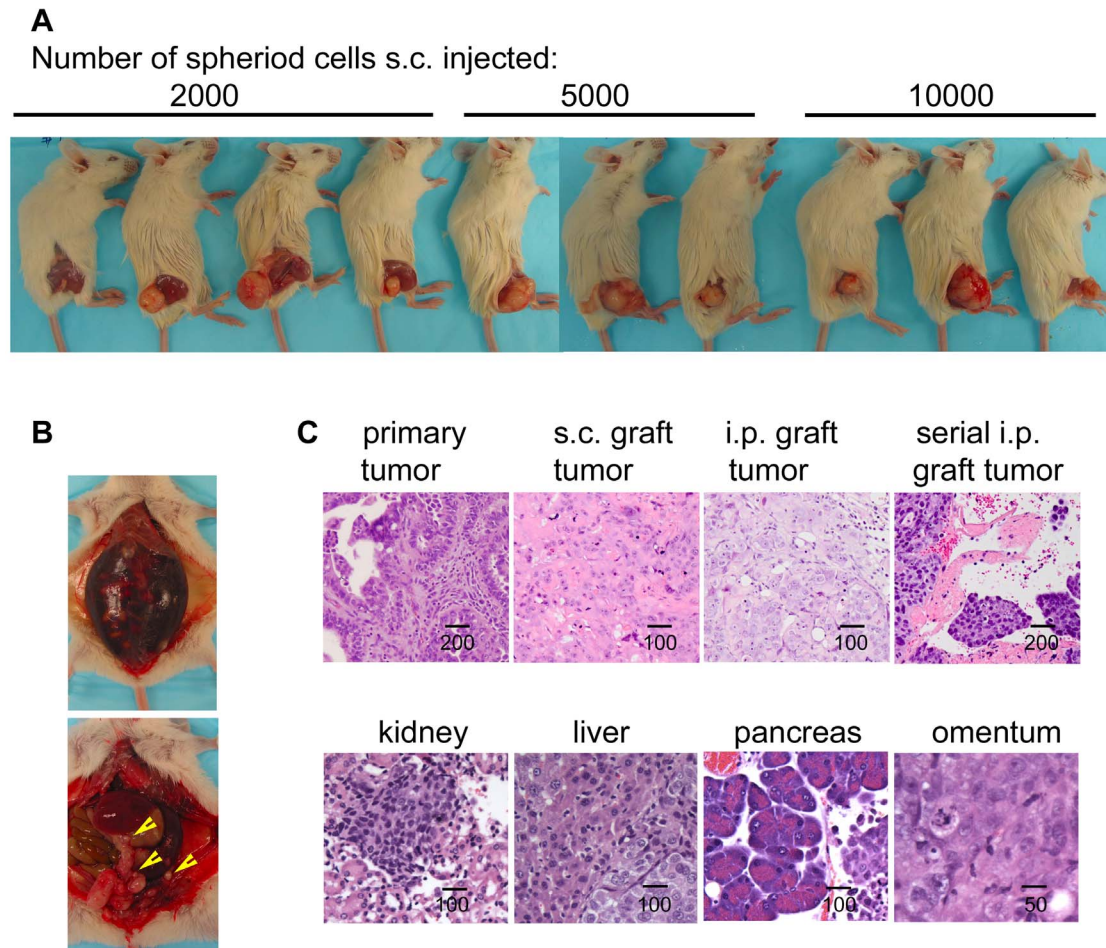 A
Number of spheriod cells s.c. injected:
2000 5000 10000
B
C
primary tumor
s.c. graft tumor
i.p. graft tumor
serial i.p. graft tumor
200 100 100 200
kidney liver pancreas omentum
100 100 100 50